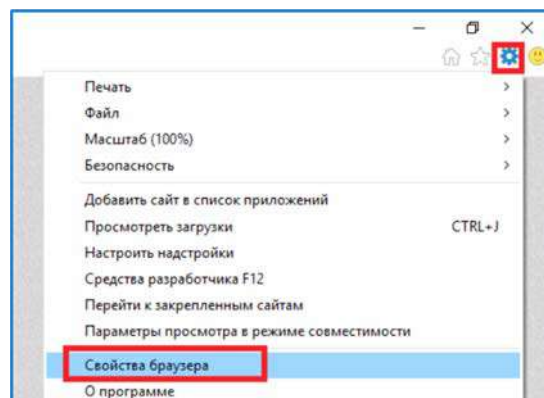 Печать
Файл
Масштаб (100%)
Безопасность
Добавить сайт в список приложений
Просмотреть загрузки CTRL+J
Настроить надстройки
Средства разработчика F12
Перейти к закрепленным сайтам
Параметры просмотра в режиме совместимости
Свойства браузера
О программе